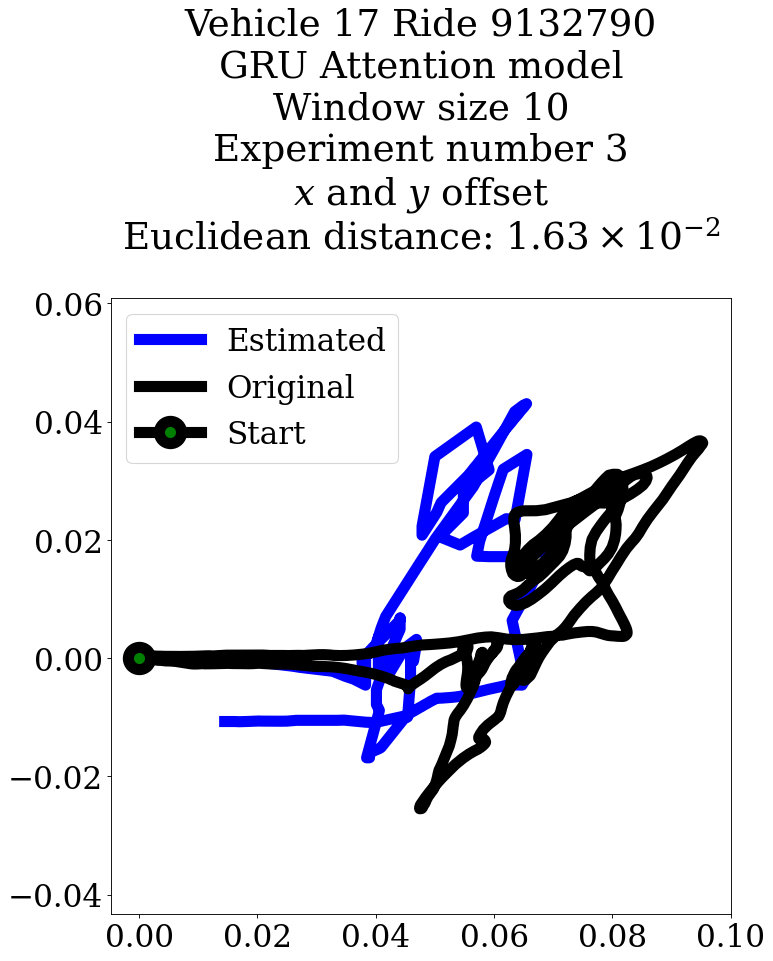 Vehicle 17 Ride 9132790
GRU Attention model
Window size 10
Experiment number 3
x and y offset
Euclidean distance: 1.63 × 10⁻²
0.06
0.04
0.02
0.00
−0.02
−0.04
Estimated
Original
Start
0.00 0.02 0.04 0.06 0.08 0.10